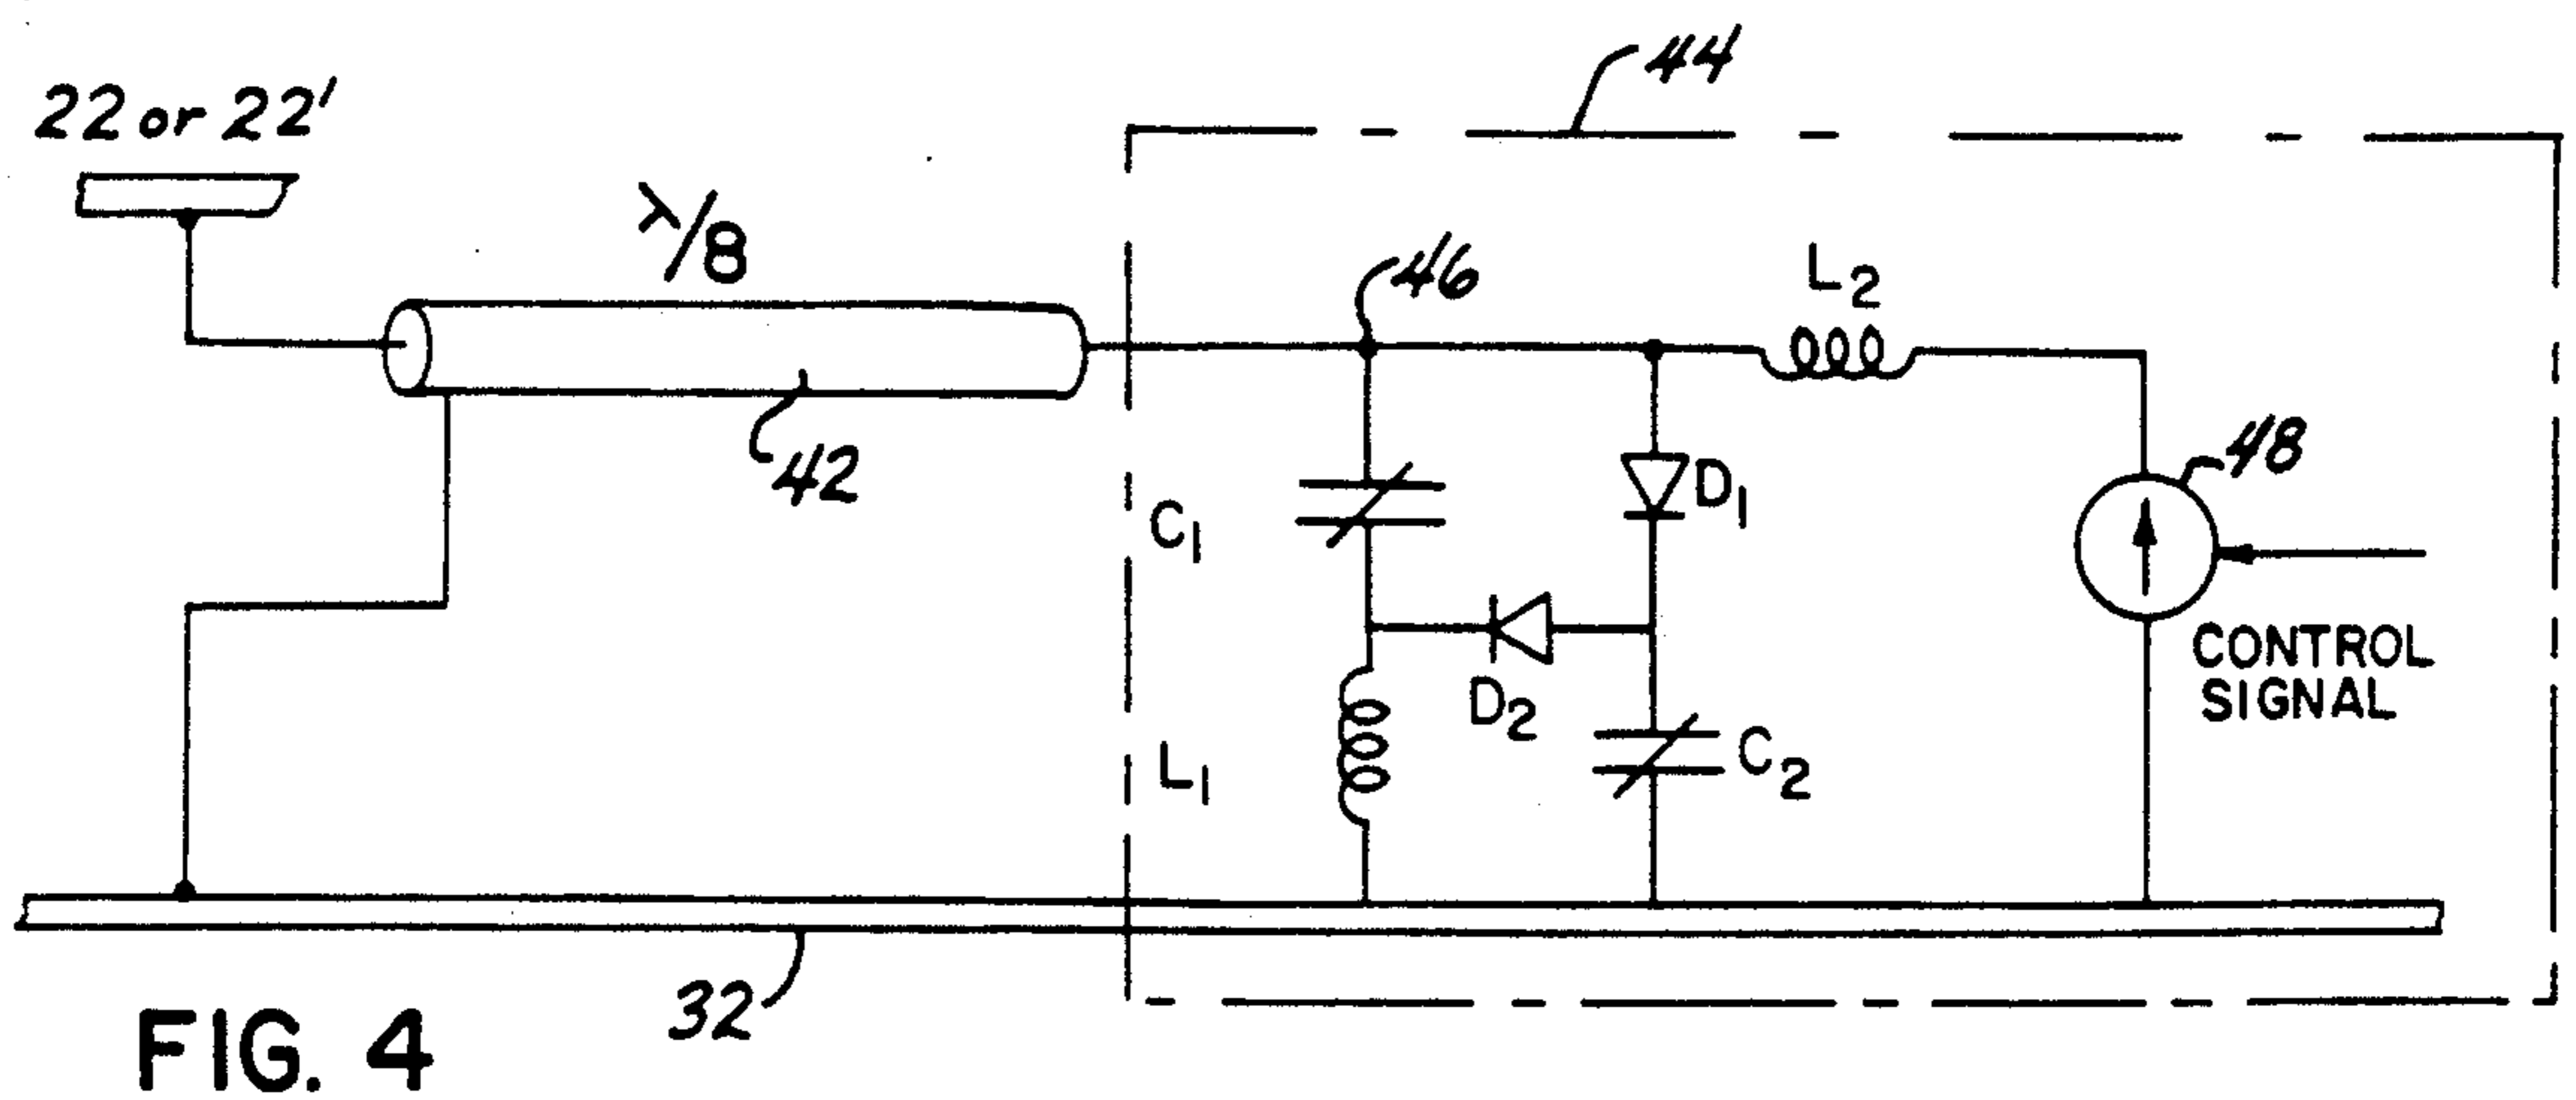 44
22 or 22'
λ/8
46
L2
48
42
C1
D1
CONTROL
SIGNAL
D2
C2
L1
32
FIG. 4